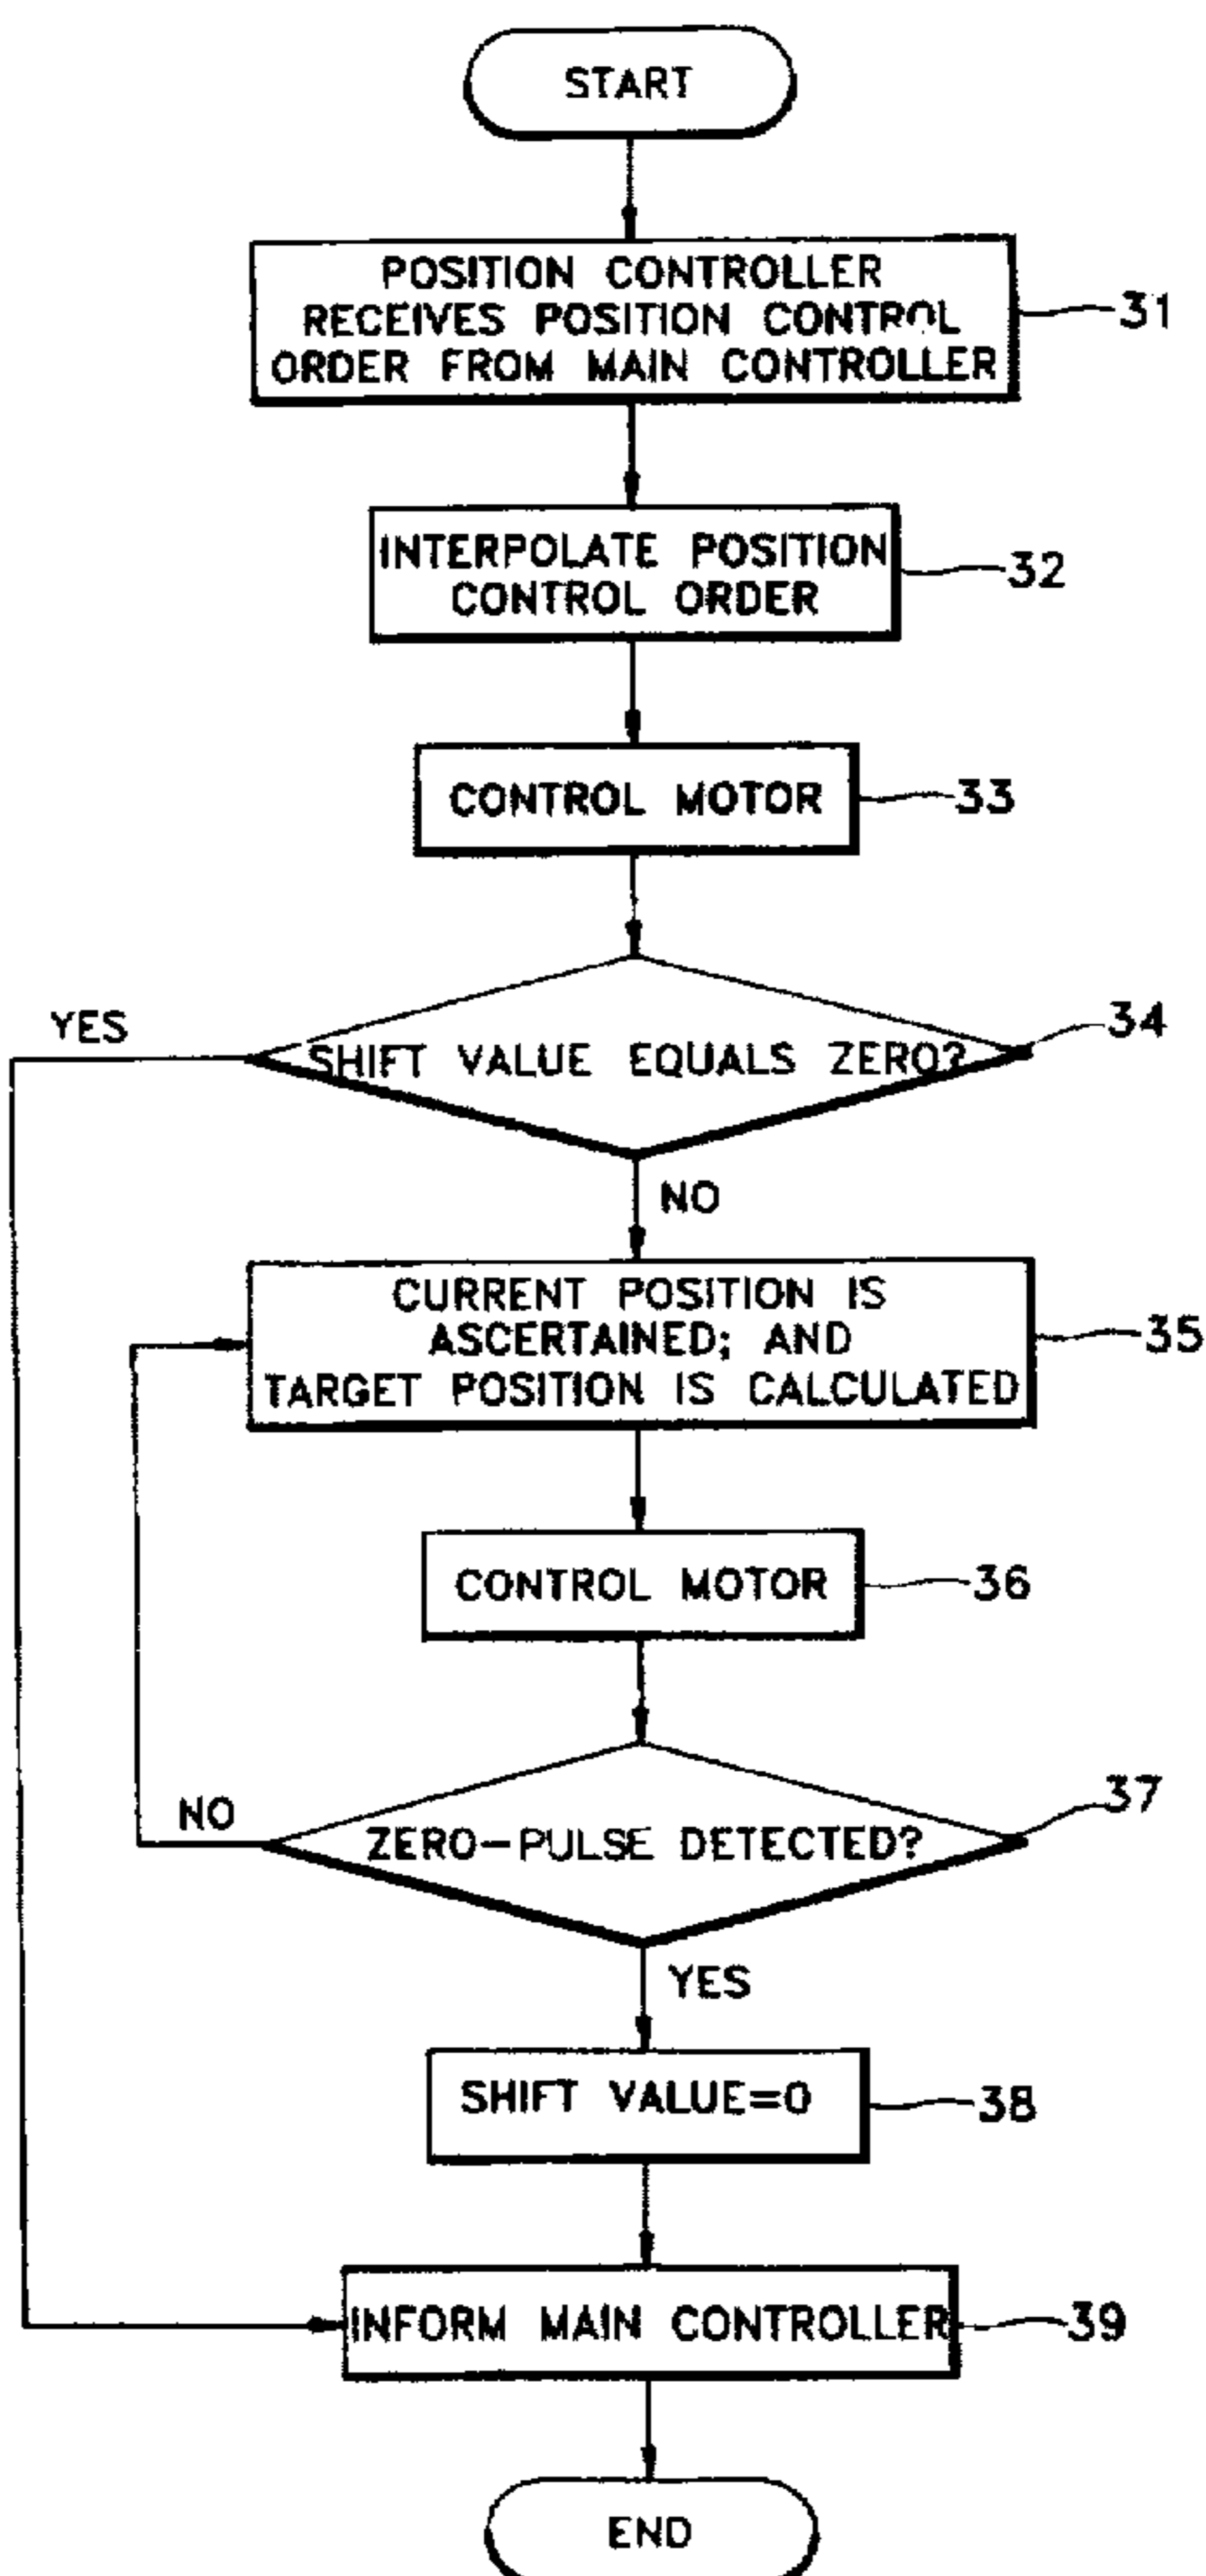 START
POSITION CONTROLLER
RECEIVES POSITION CONTROL
ORDER FROM MAIN CONTROLLER
31
INTERPOLATE POSITION
CONTROL ORDER
32
CONTROL MOTOR
33
YES
SHIFT VALUE EQUALS ZERO?
34
NO
CURRENT POSITION IS
ASCERTAINED; AND
TARGET POSITION IS CALCULATED
35
CONTROL MOTOR
36
NO
ZERO-PULSE DETECTED?
37
YES
SHIFT VALUE=0
38
INFORM MAIN CONTROLLER
39
END